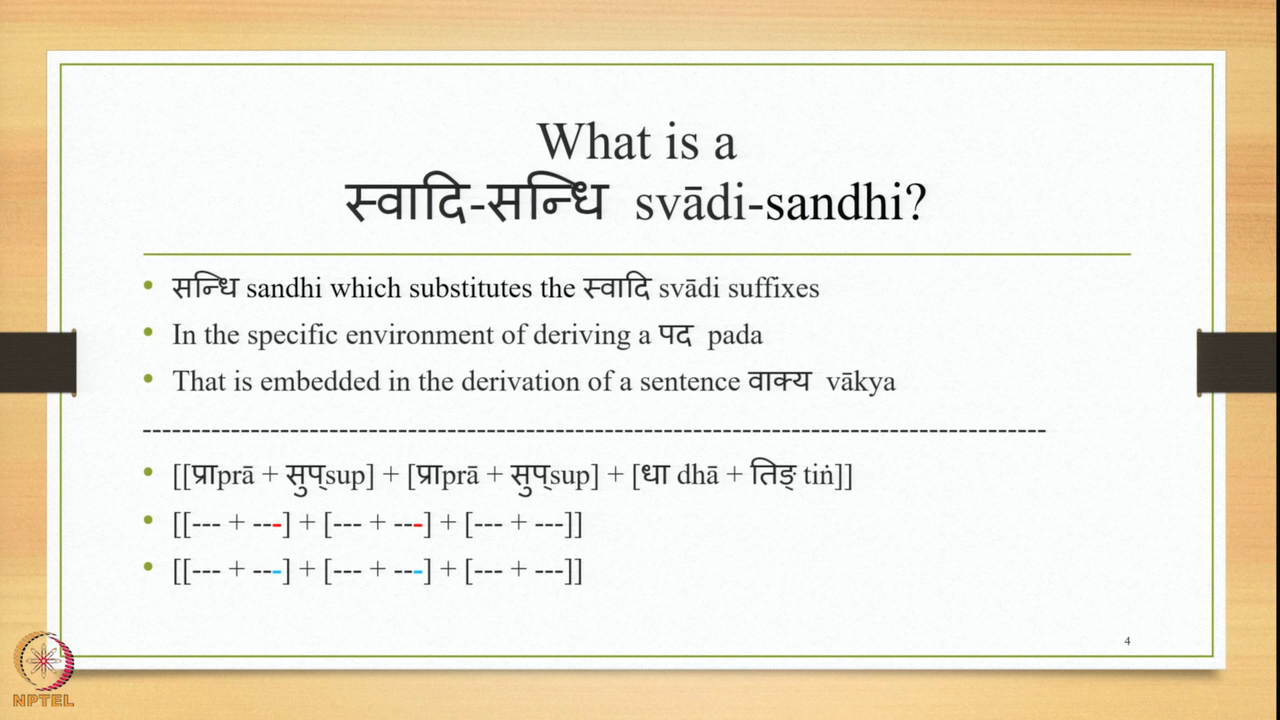 What is a
स्वादि-सन्धि svādi-sandhi?
• सन्धि sandhi which substitutes the स्वादि svādi suffixes
• In the specific environment of deriving a पद pada
• That is embedded in the derivation of a sentence वाक्य vākya
----------------------------------------------------------------------------------------------
• [[प्राprā + सुप्sup] + [प्राprā + सुप्sup] + [धा dhā + तिङ् tiṅ]]
• [[--- + ---] + [--- + ---] + [--- + ---]]
• [[--- + ---] + [--- + ---] + [--- + ---]]
4
NPTEL